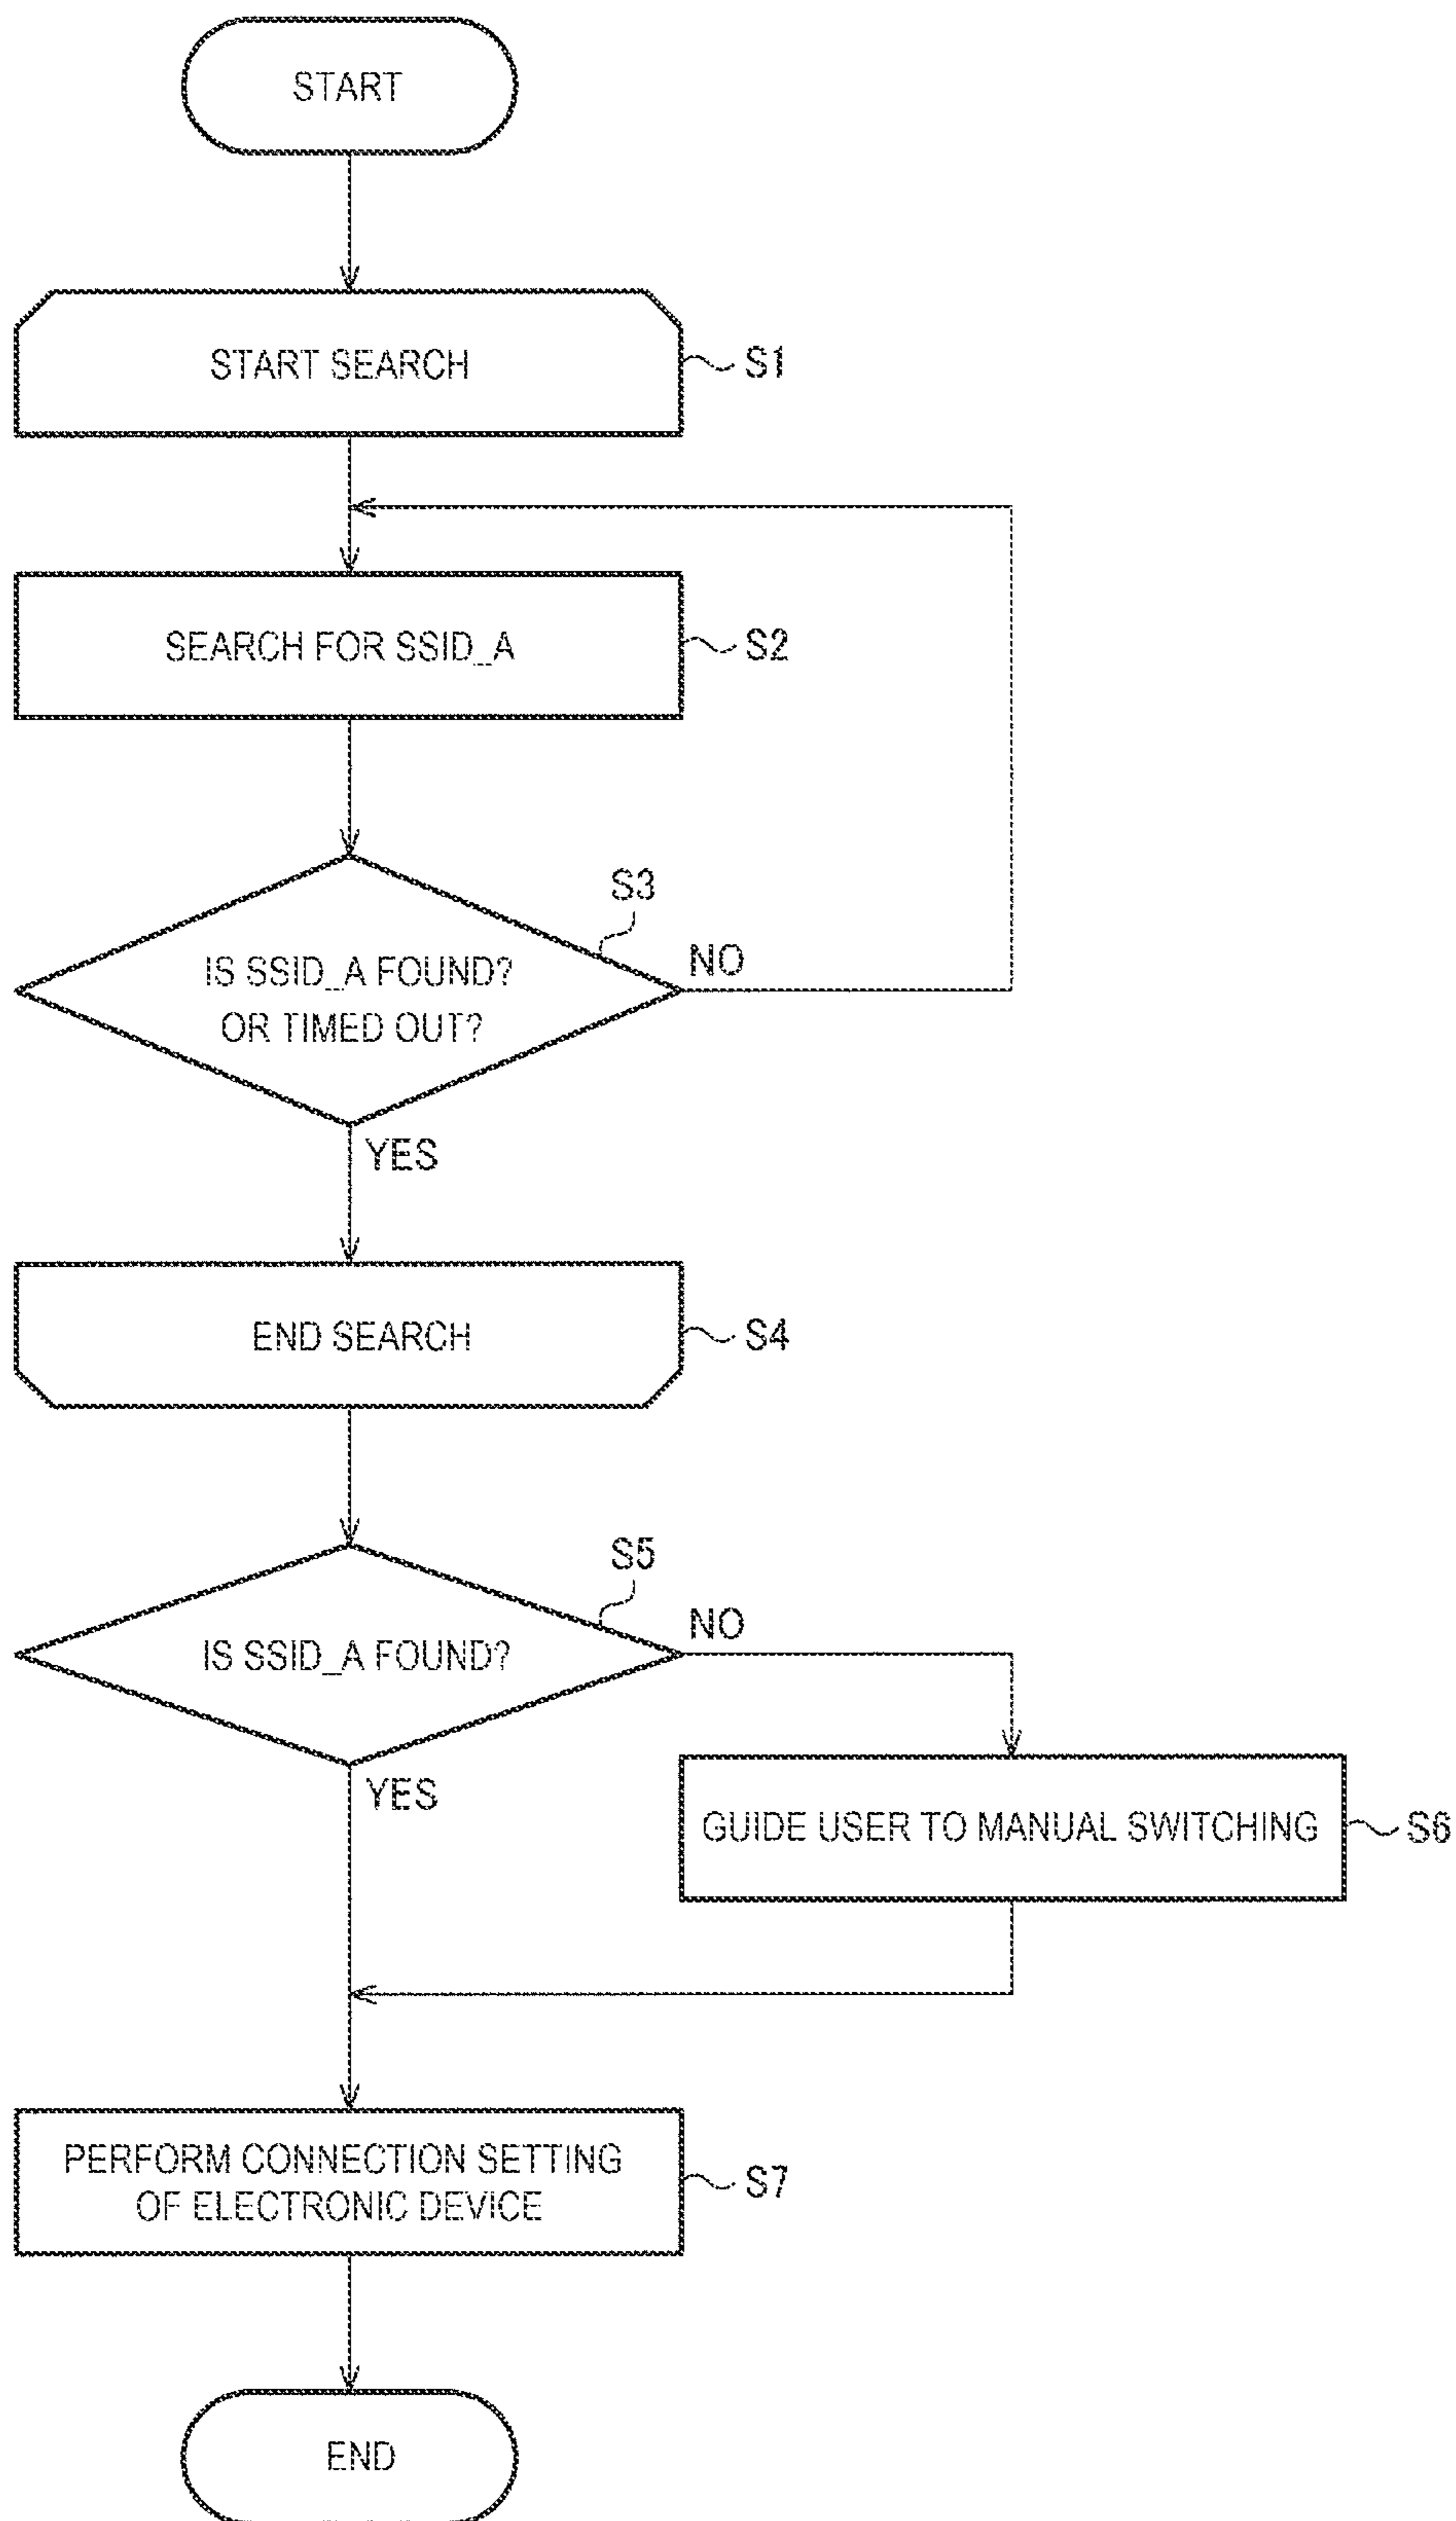 START
START SEARCH
S1
SEARCH FOR SSID_A
S2
S3
IS SSID_A FOUND?
OR TIMED OUT?
NO
YES
END SEARCH
S4
S5
IS SSID_A FOUND?
NO
YES
GUIDE USER TO MANUAL SWITCHING
S6
PERFORM CONNECTION SETTING
OF ELECTRONIC DEVICE
S7
END